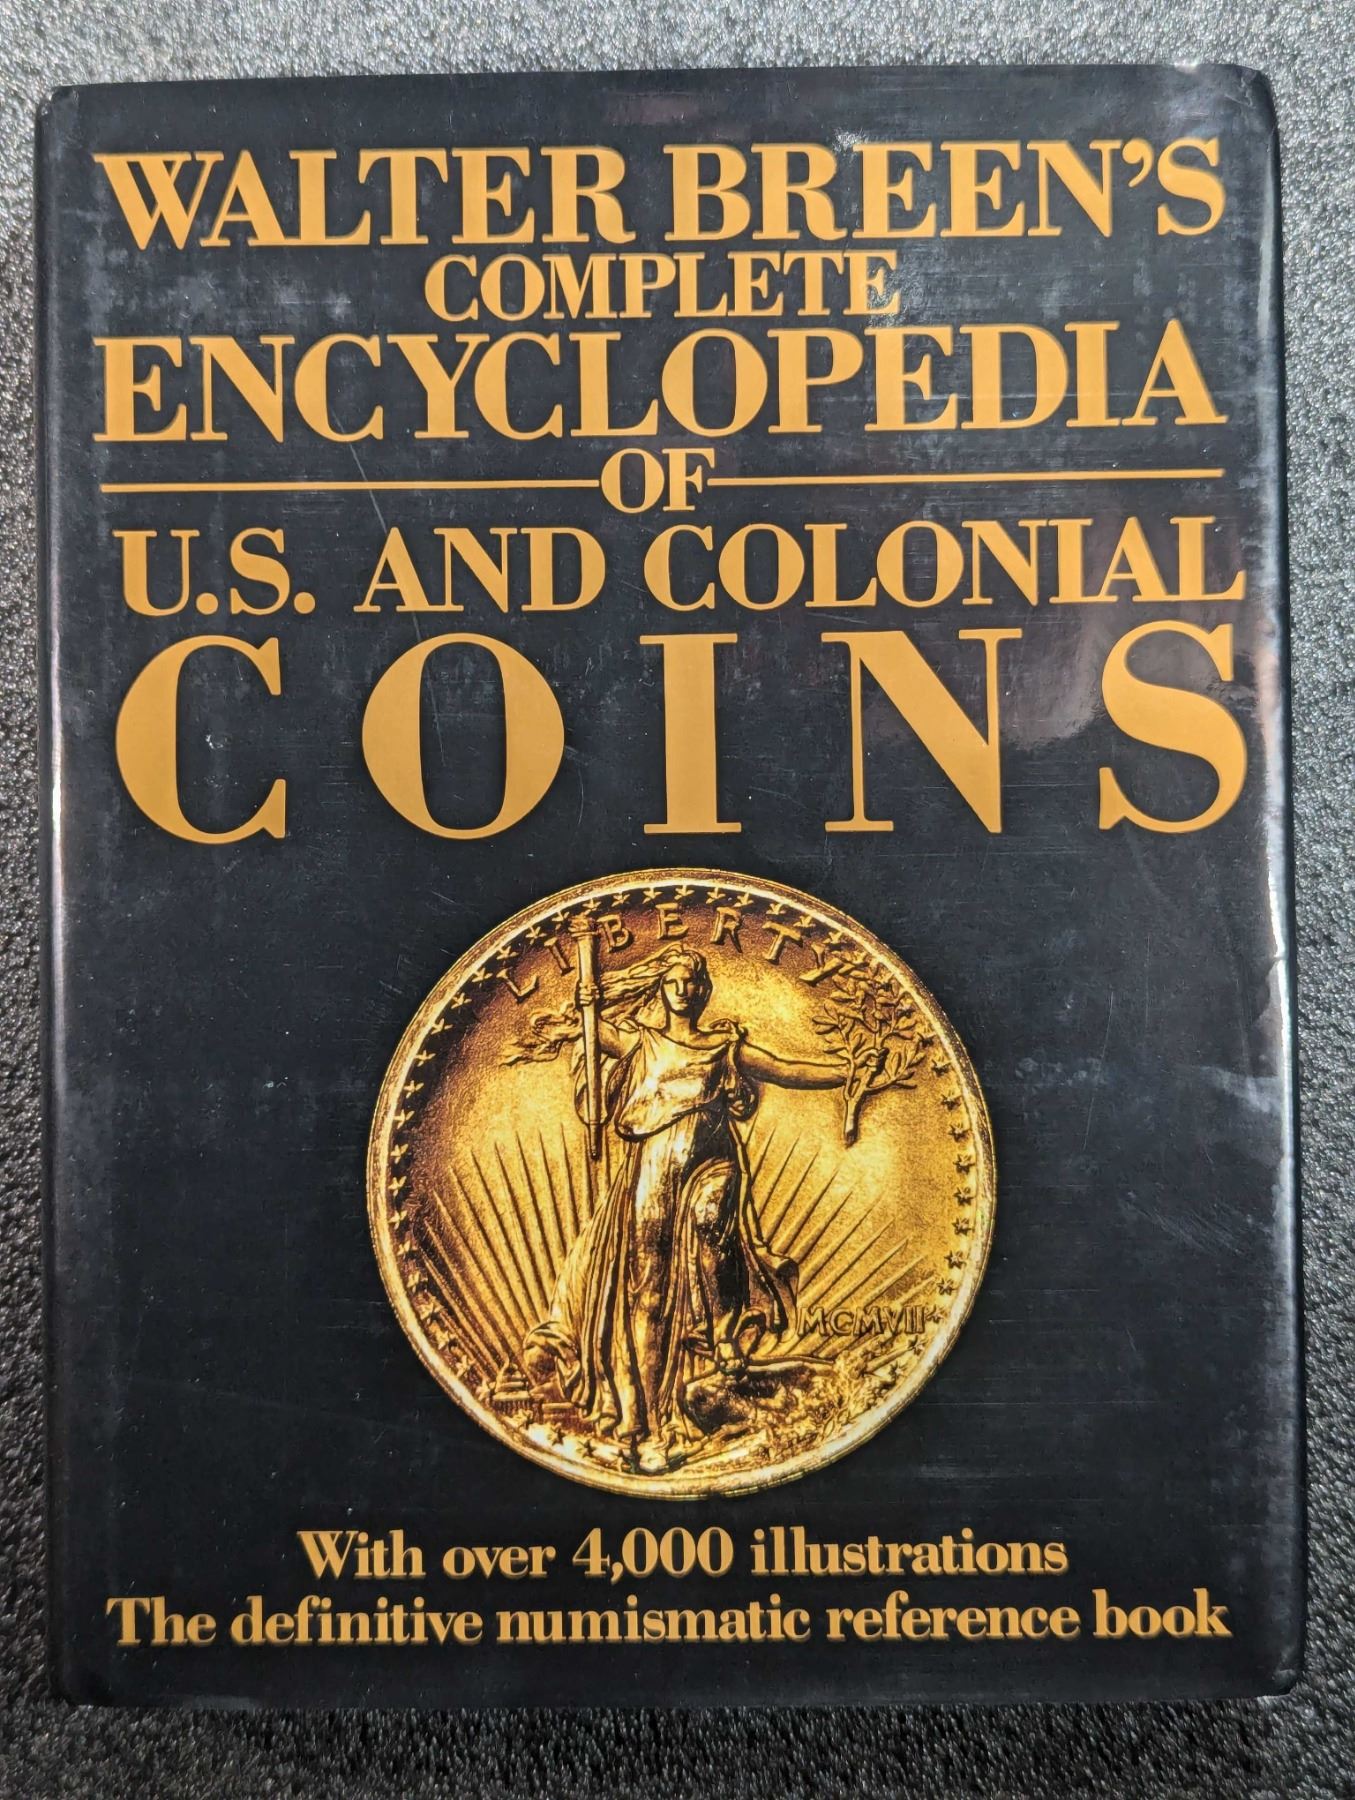 WALTER BREEN'S
COMPLETE
ENCYCLOPEDIA
OF
U.S. AND COLONIAL
COINS
LIBERTY
MCMVII
With over 4,000 illustrations
The definitive numismatic reference book